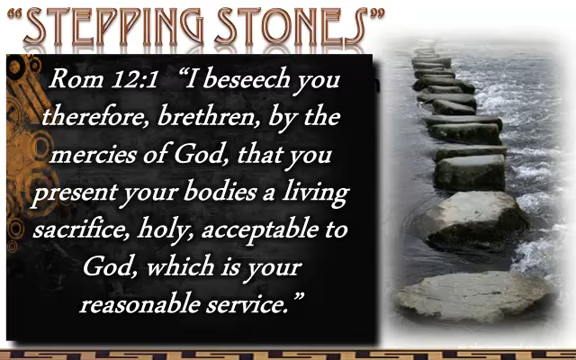 “STEPPING STONES”
Rom 12:1 “I beseech you
therefore, brethren, by the
mercies of God, that you
present your bodies a living
sacrifice, holy, acceptable to
God, which is your
reasonable service.”